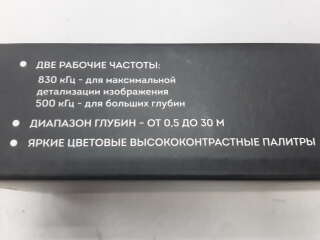 • ДВЕ РАБОЧИЕ ЧАСТОТЫ:
830 кГц - для максимальной
детализации изображения
500 кГц - для больших глубин
• ДИАПАЗОН ГЛУБИН - ОТ 0,5 ДО 30 М
• ЯРКИЕ ЦВЕТОВЫЕ ВЫСОКОКОНТРАСТНЫЕ ПАЛИТРЫ